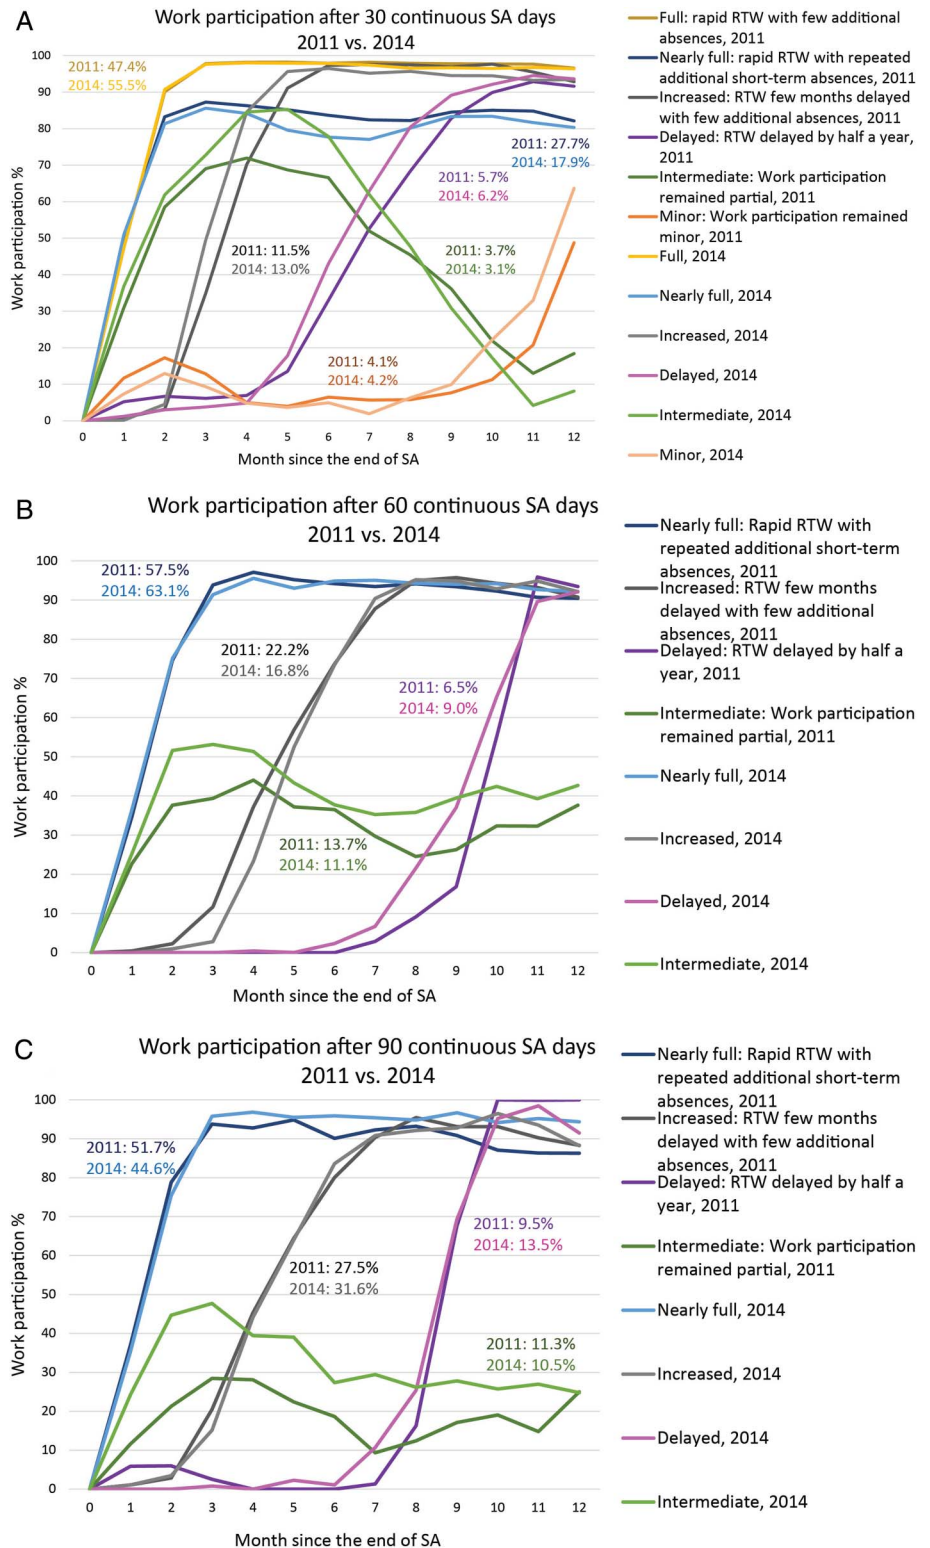 A
Work participation after 30 continuous SA days
2011 vs. 2014
Work participation %
100
90
80
70
60
50
40
30
20
10
0
2011: 47.4%
2014: 55.5%
2011: 27.7%
2014: 17.9%
2011: 5.7%
2014: 6.2%
2011: 11.5%
2014: 13.0%
2011: 3.7%
2014: 3.1%
2011: 4.1%
2014: 4.2%
0 1 2 3 4 5 6 7 8 9 10 11 12
Month since the end of SA
Full: rapid RTW with few additional
absences, 2011
Nearly full: rapid RTW with repeated
additional short-term absences, 2011
Increased: RTW few months delayed
with few additional absences, 2011
Delayed: RTW delayed by half a year,
2011
Intermediate: Work participation
remained partial, 2011
Minor: Work participation remained
minor, 2011
Full, 2014
Nearly full, 2014
Increased, 2014
Delayed, 2014
Intermediate, 2014
Minor, 2014
B
Work participation after 60 continuous SA days
2011 vs. 2014
Work participation %
100
90
80
70
60
50
40
30
20
10
0
2011: 57.5%
2014: 63.1%
2011: 22.2%
2014: 16.8%
2011: 6.5%
2014: 9.0%
2011: 13.7%
2014: 11.1%
0 1 2 3 4 5 6 7 8 9 10 11 12
Month since the end of SA
Nearly full: Rapid RTW with
repeated additional short-term
absences, 2011
Increased: RTW few months
delayed with few additional
absences, 2011
Delayed: RTW delayed by half a
year, 2011
Intermediate: Work participation
remained partial, 2011
Nearly full, 2014
Increased, 2014
Delayed, 2014
Intermediate, 2014
C
Work participation after 90 continuous SA days
2011 vs. 2014
Work participation %
100
90
80
70
60
50
40
30
20
10
0
2011: 51.7%
2014: 44.6%
2011: 9.5%
2014: 13.5%
2011: 27.5%
2014: 31.6%
2011: 11.3%
2014: 10.5%
0 1 2 3 4 5 6 7 8 9 10 11 12
Month since the end of SA
Nearly full: Rapid RTW with
repeated additional short-term
absences, 2011
Increased: RTW few months
delayed with few additional
absences, 2011
Delayed: RTW delayed by half a
year, 2011
Intermediate: Work participation
remained partial, 2011
Nearly full, 2014
Increased, 2014
Delayed, 2014
Intermediate, 2014